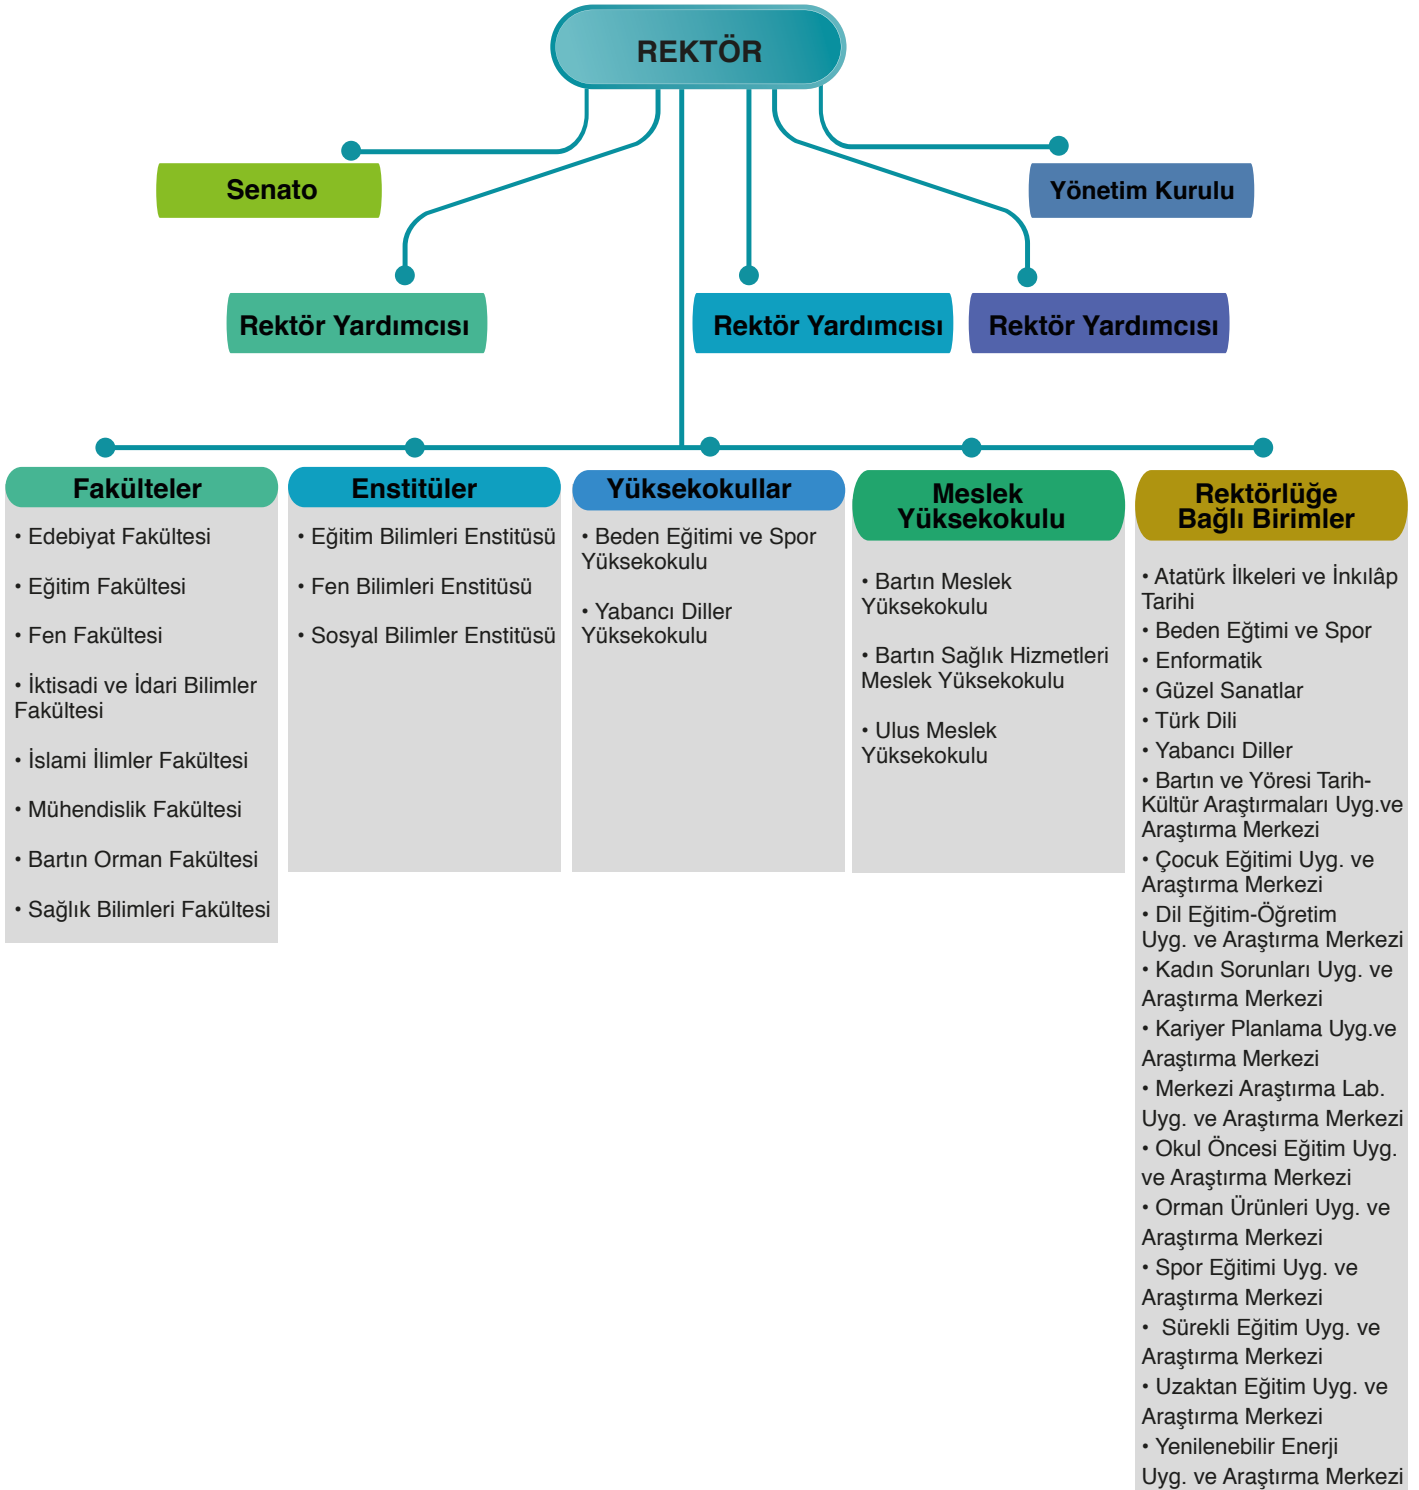 REKTÖR
Senato
Yönetim Kurulu
Rektör Yardımcısı
Rektör Yardımcısı
Rektör Yardımcısı
Fakülteler
• Edebiyat Fakültesi
• Eğitim Fakültesi
• Fen Fakültesi
• İktisadi ve İdari Bilimler
Fakültesi
• İslami İlimler Fakültesi
• Mühendislik Fakültesi
• Bartın Orman Fakültesi
• Sağlık Bilimleri Fakültesi
Enstitüler
• Eğitim Bilimleri Enstitüsü
• Fen Bilimleri Enstitüsü
• Sosyal Bilimler Enstitüsü
Yüksekokullar
• Beden Eğitimi ve Spor
Yüksekokulu
• Yabancı Diller
Yüksekokulu
Meslek
Yüksekokulu
• Bartın Meslek
Yüksekokulu
• Bartın Sağlık Hizmetleri
Meslek Yüksekokulu
• Ulus Meslek
Yüksekokulu
Rektörlüğe
Bağlı Birimler
• Atatürk İlkeleri ve İnkılâp
Tarihi
• Beden Eğtimi ve Spor
• Enformatik
• Güzel Sanatlar
• Türk Dili
• Yabancı Diller
• Bartın ve Yöresi Tarih-
Kültür Araştırmaları Uyg.ve
Araştırma Merkezi
• Çocuk Eğitimi Uyg. ve
Araştırma Merkezi
• Dil Eğitim-Öğretim
Uyg. ve Araştırma Merkezi
• Kadın Sorunları Uyg. ve
Araştırma Merkezi
• Kariyer Planlama Uyg.ve
Araştırma Merkezi
• Merkezi Araştırma Lab.
Uyg. ve Araştırma Merkezi
• Okul Öncesi Eğitim Uyg.
ve Araştırma Merkezi
• Orman Ürünleri Uyg. ve
Araştırma Merkezi
• Spor Eğitimi Uyg. ve
Araştırma Merkezi
• Sürekli Eğitim Uyg. ve
Araştırma Merkezi
• Uzaktan Eğitim Uyg. ve
Araştırma Merkezi
• Yenilenebilir Enerji
Uyg. ve Araştırma Merkezi